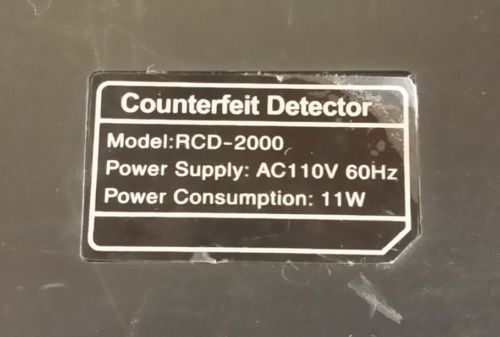 Counterfeit Detector
Model:RCD-2000
Power Supply: AC110V 60Hz
Power Consumption: 11W